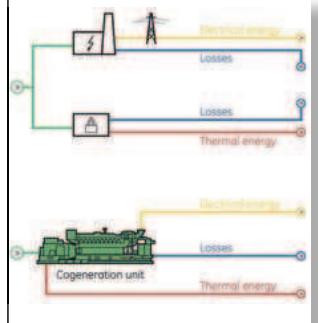 Electrical energy
Losses
Losses
Thermal energy
Electrical energy
Losses
Cogeneration unit
Thermal energy